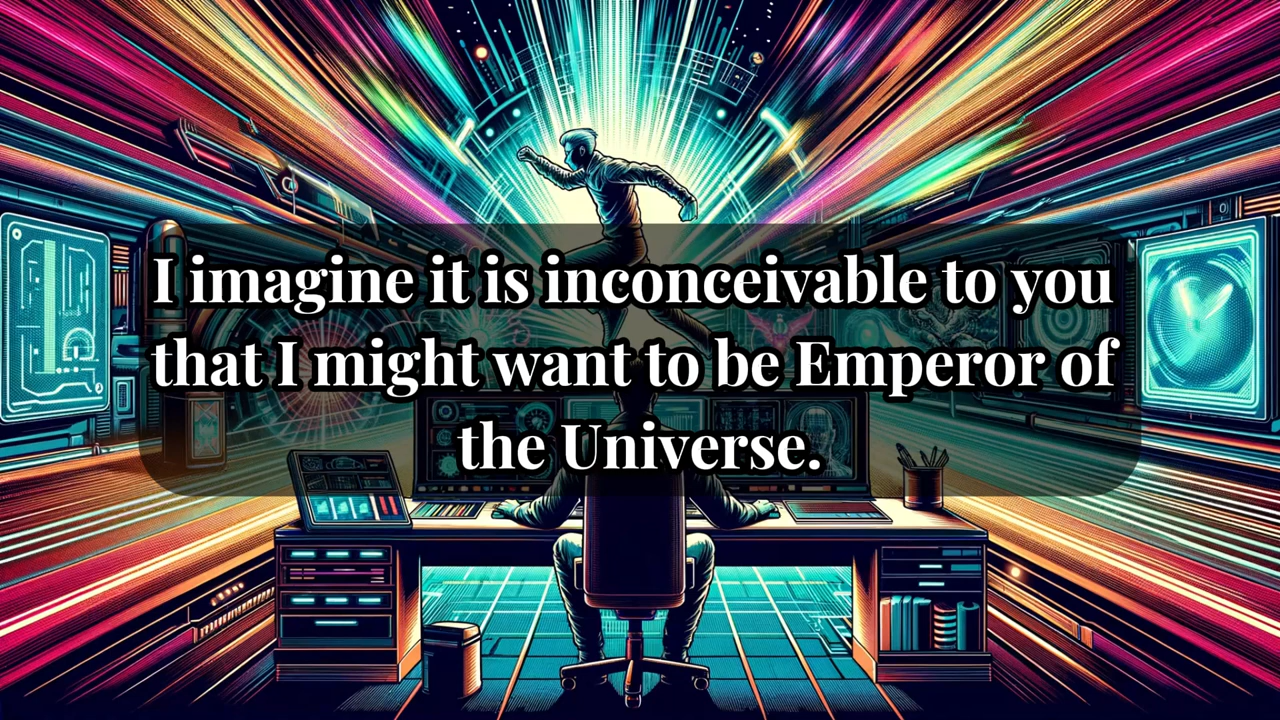 I imagine it is inconceivable to you
that I might want to be Emperor of
the Universe.